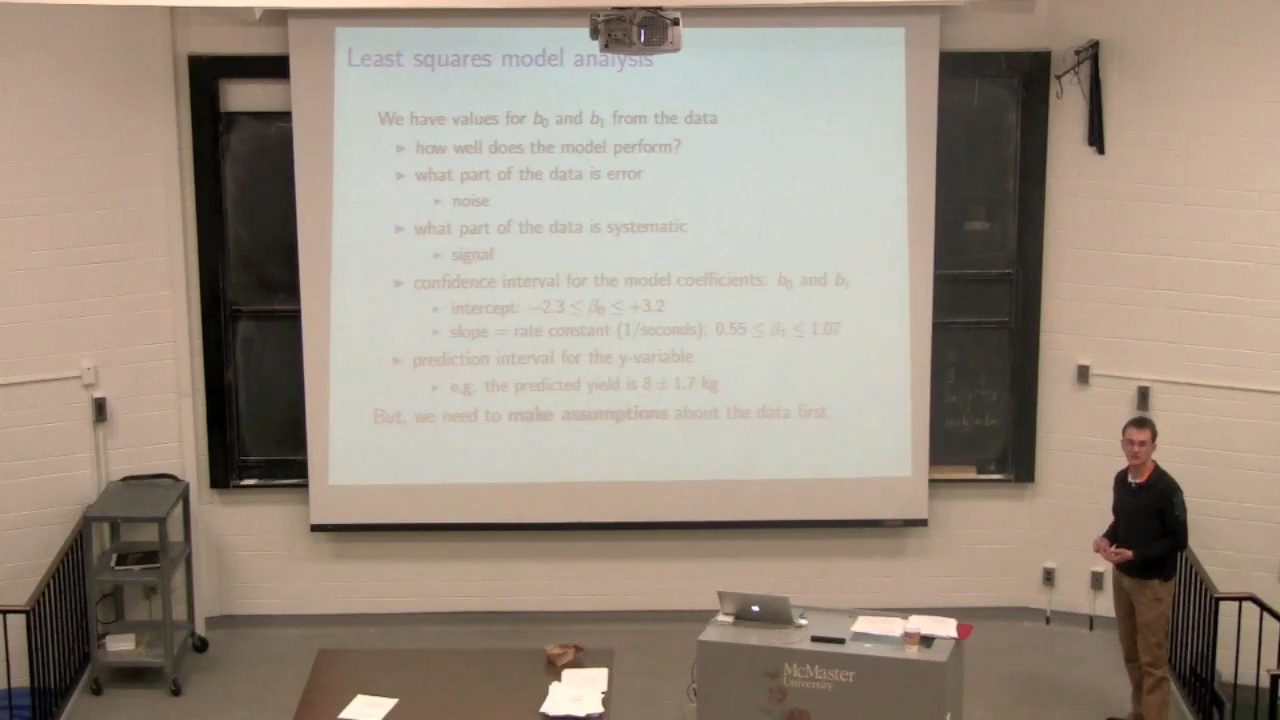 Least squares model analysis
We have values for b₀ and b₁ from the data
▸ how well does the model perform?
▸ what part of the data is error
▸ noise
▸ what part of the data is systematic
▸ signal
▸ confidence interval for the model coefficients: b₀ and b₁
▸ intercept: −2.3 ≤ β₀ ≤ +3.2
▸ slope = rate constant (1/seconds): 0.55 ≤ β₁ ≤ 1.07
▸ prediction interval for the y-variable
▸ e.g. the predicted yield is 8 ± 1.7 kg
But, we need to make assumptions about the data first.
McMaster
University